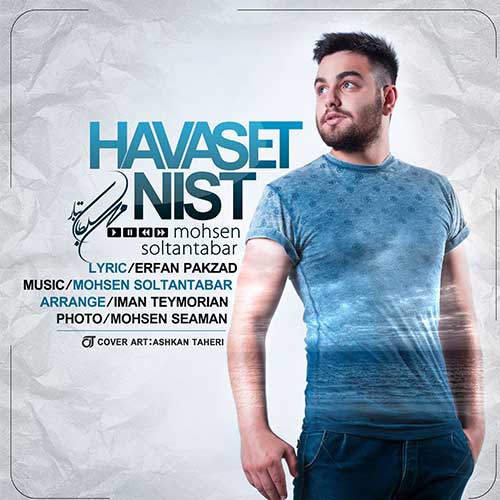 HAVASET
NIST
mohsen
soltantabar
LYRIC/ERFAN PAKZAD
MUSIC/MOHSEN SOLTANTABAR
ARRANGE/IMAN TEYMORIAN
PHOTO/MOHSEN SEAMAN
COVER ART:ASHKAN TAHERI